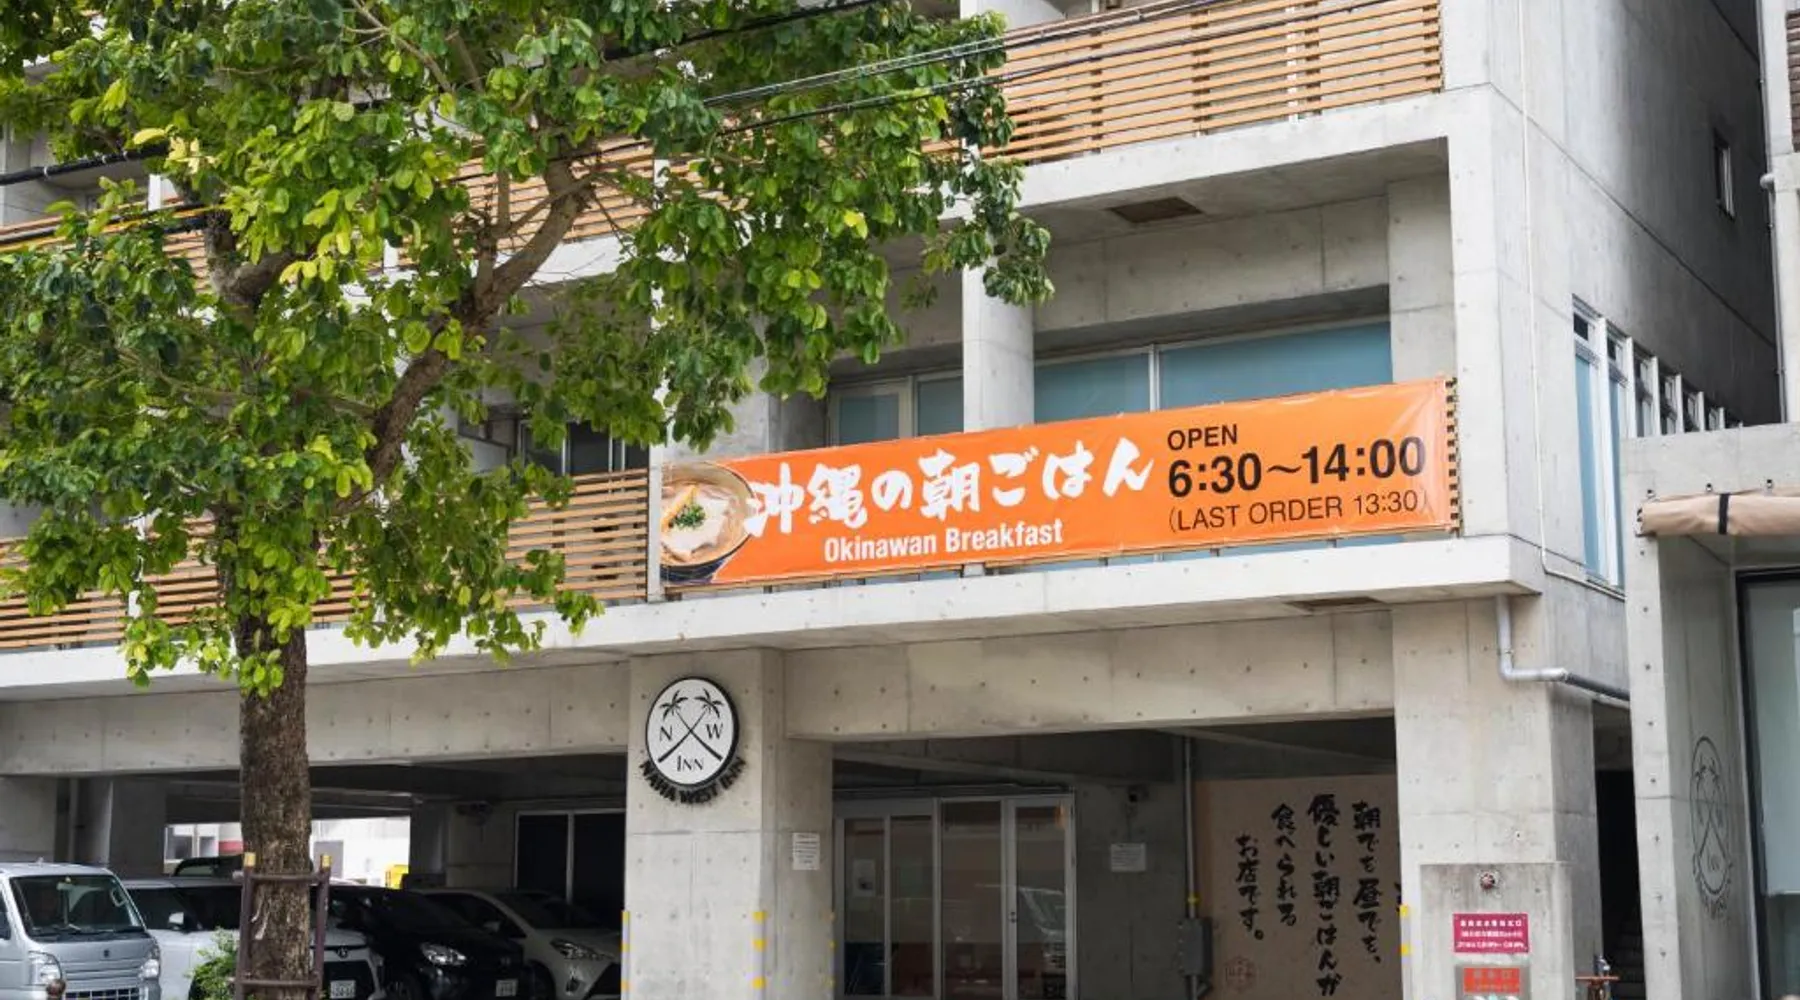 沖縄の朝ごはん
Okinawan Breakfast
OPEN
6:30~14:00
(LAST ORDER 13:30)
N W
INN
NAHA WEST INN
朝でも昼でも、
優しい朝ごはんが
食べられる
お店です。